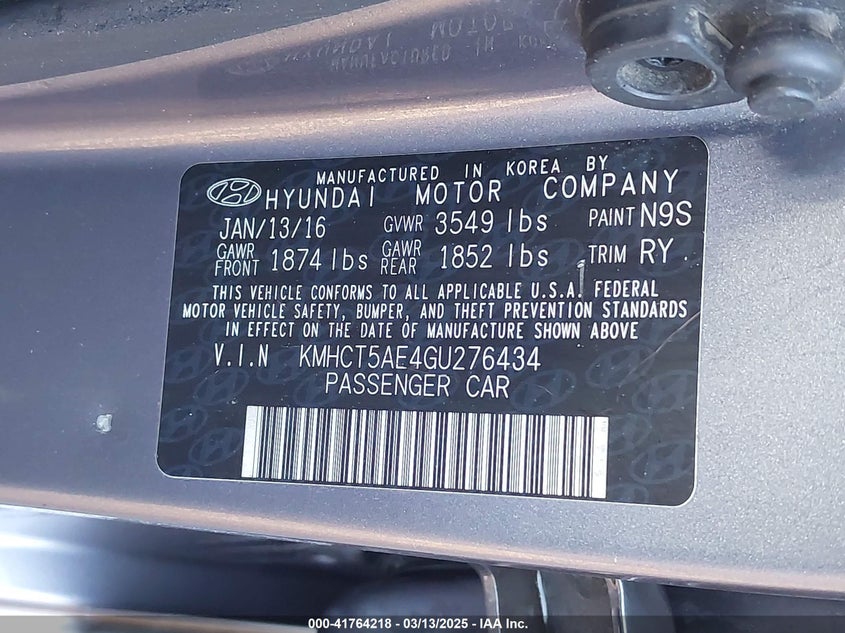 MANUFACTURED IN KOREA BY
HYUNDAI MOTOR COMPANY
JAN/13/16 GVWR 3549 lbs PAINT N9S
GAWR FRONT 1874 lbs GAWR REAR 1852 lbs TRIM RY
THIS VEHICLE CONFORMS TO ALL APPLICABLE U.S.A. FEDERAL
MOTOR VEHICLE SAFETY, BUMPER, AND THEFT PREVENTION STANDARDS
IN EFFECT ON THE DATE OF MANUFACTURE SHOWN ABOVE
V.I.N KMHCT5AE4GU276434
PASSENGER CAR
000-41764218 - 03/13/2025 - IAA Inc.